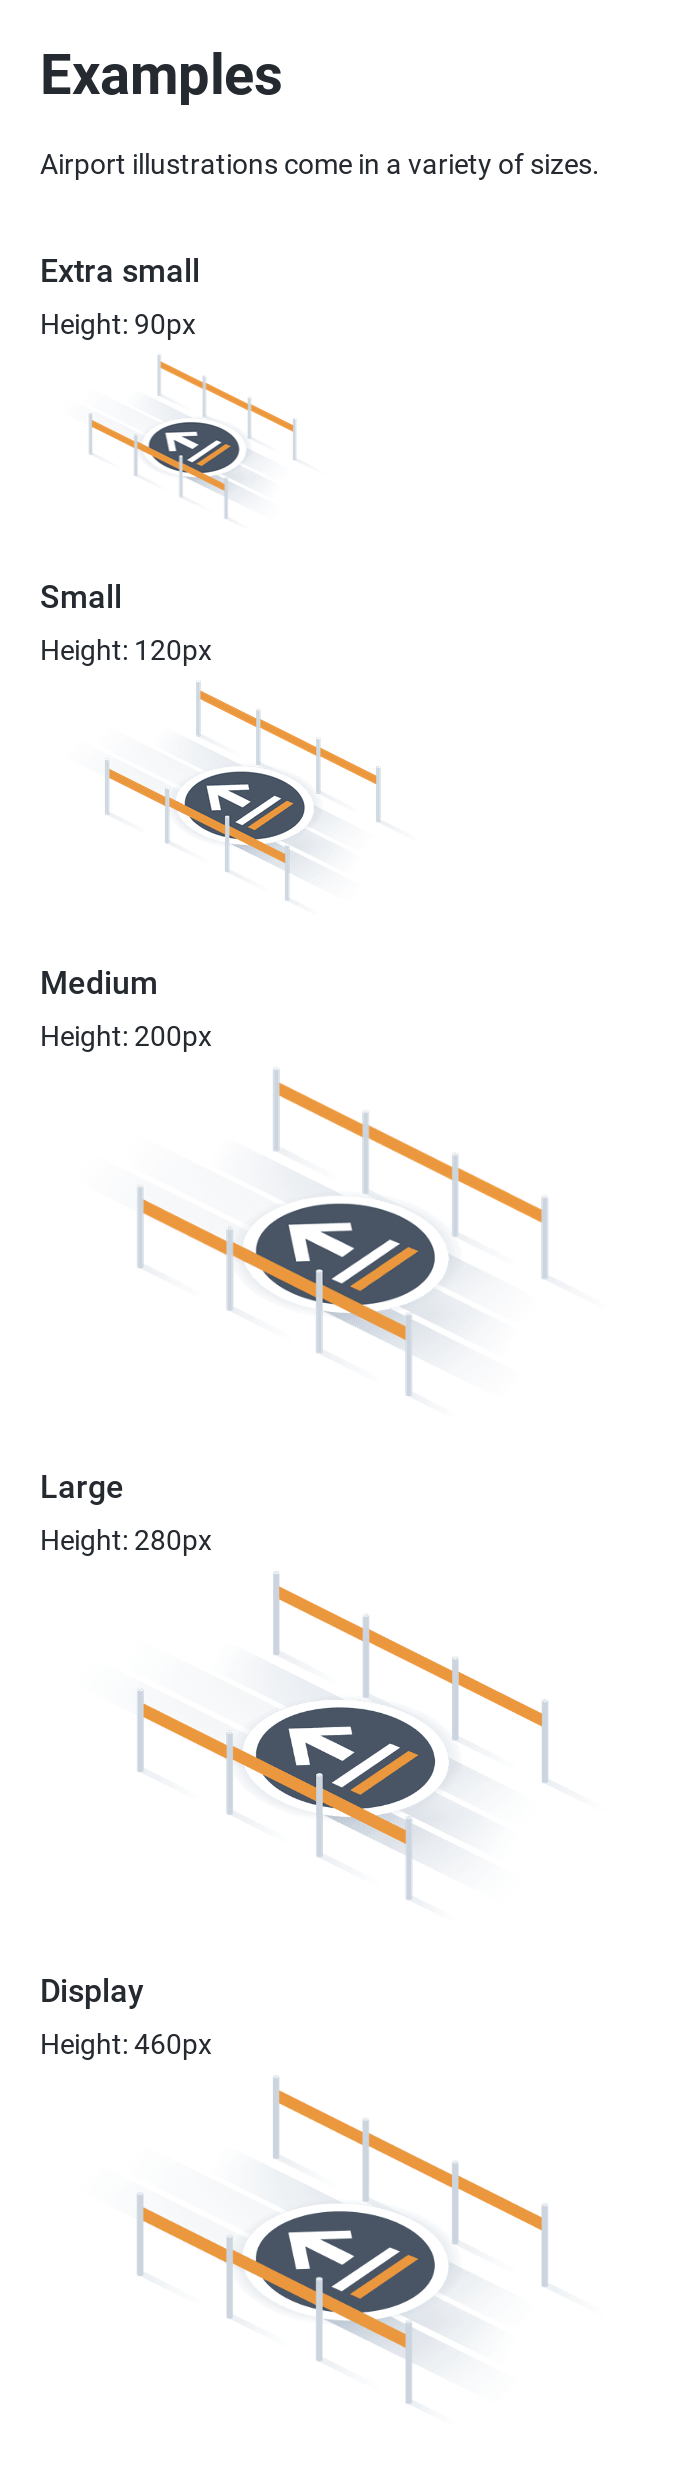 Examples
Airport illustrations come in a variety of sizes.
Extra small
Height: 90px
Small
Height: 120px
Medium
Height: 200px
Large
Height: 280px
Display
Height: 460px